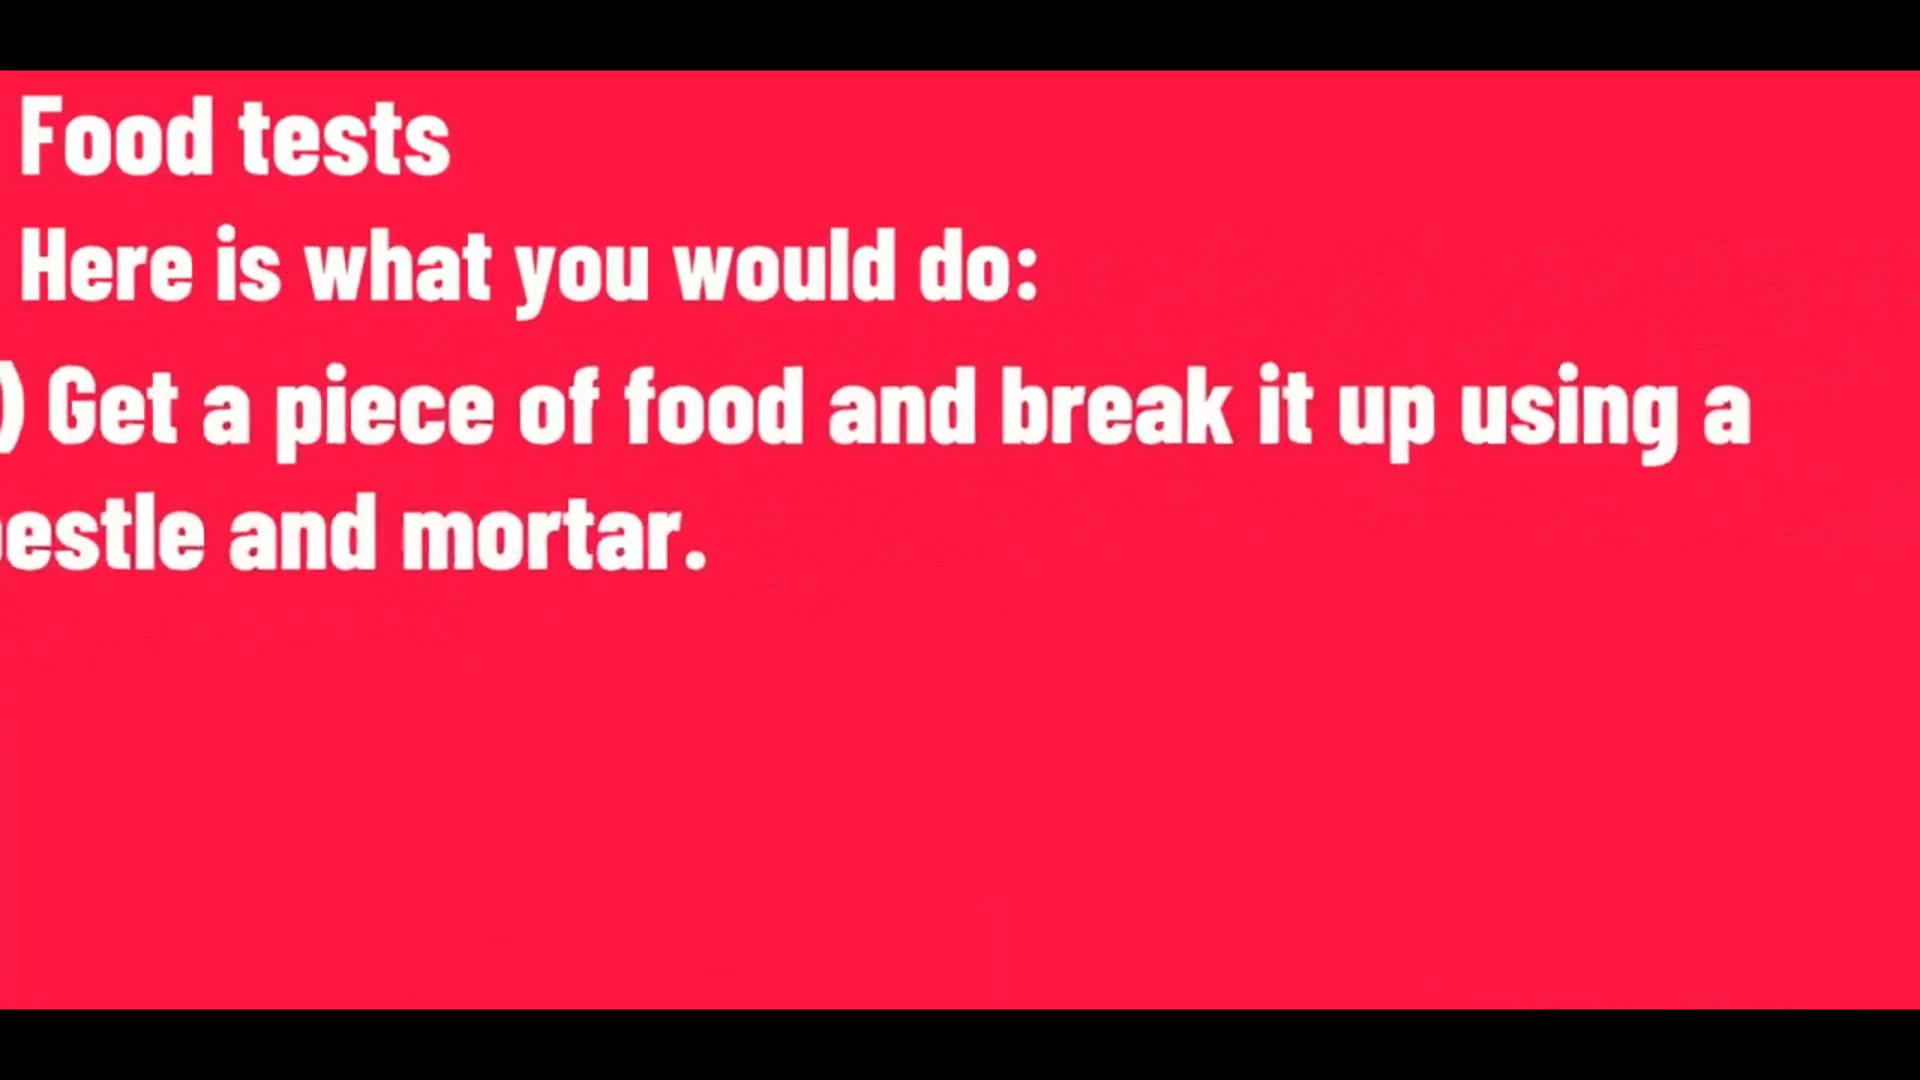 Food tests
Here is what you would do:
) Get a piece of food and break it up using a
estle and mortar.